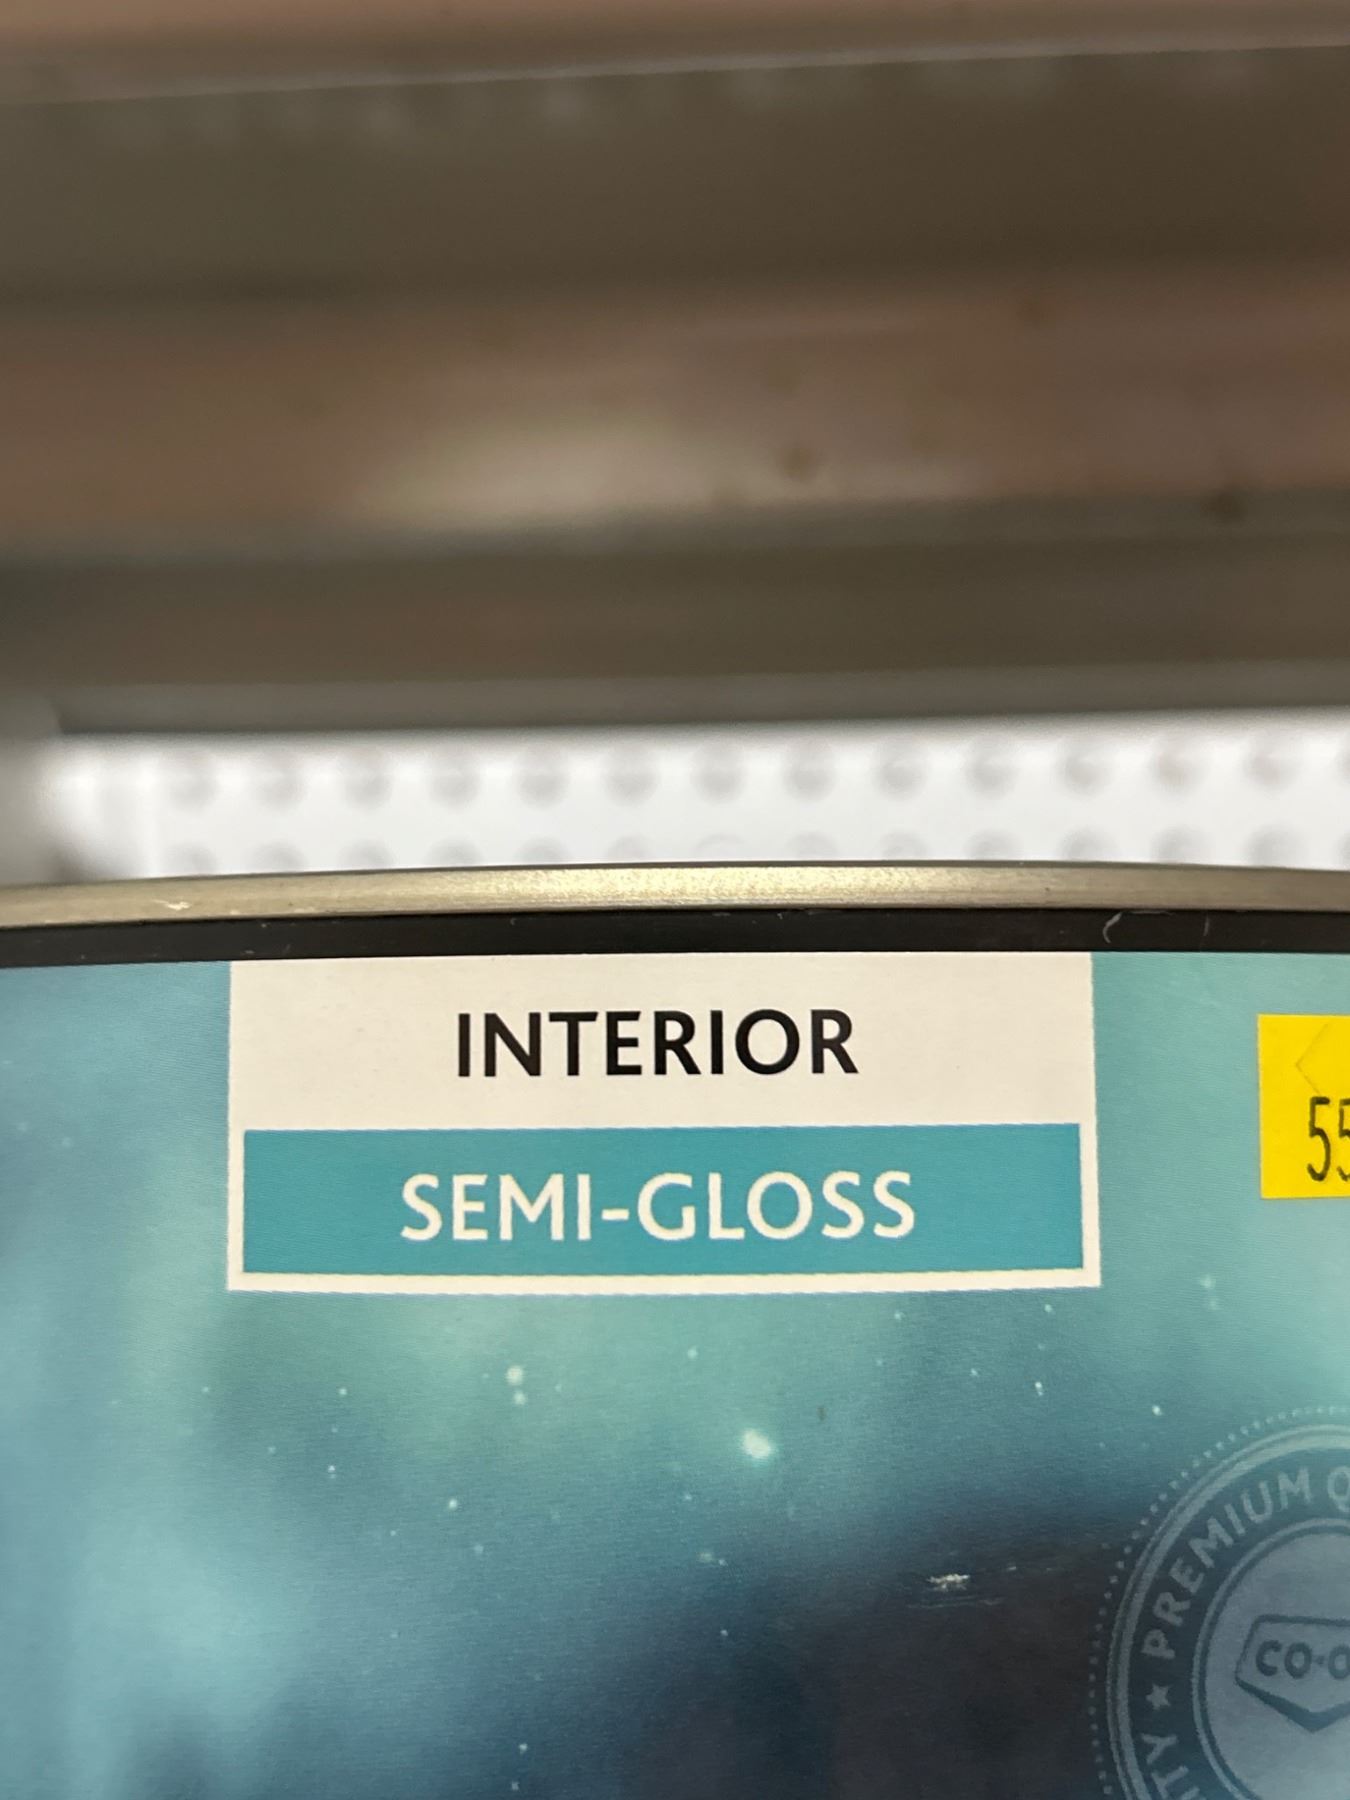 INTERIOR
SEMI-GLOSS
55
PREMIUM
CO-O